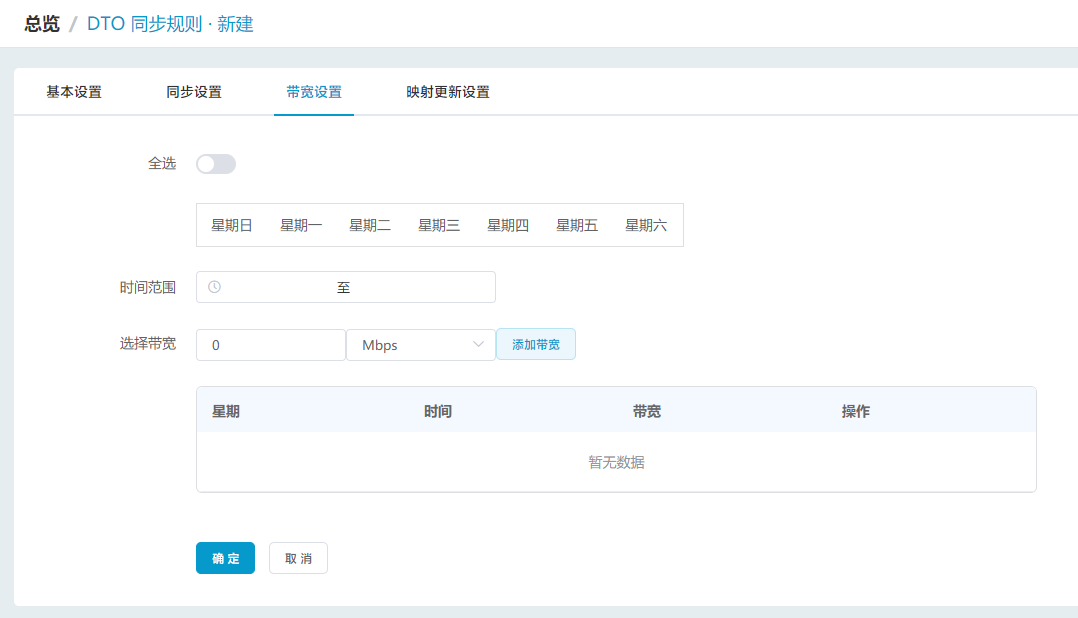 总览 / DTO 同步规则 · 新建
基本设置 同步设置 带宽设置 映射更新设置
全选
星期日 星期一 星期二 星期三 星期四 星期五 星期六
时间范围 至
选择带宽 0 Mbps 添加带宽
星期 时间 带宽 操作
暂无数据
确 定 取 消